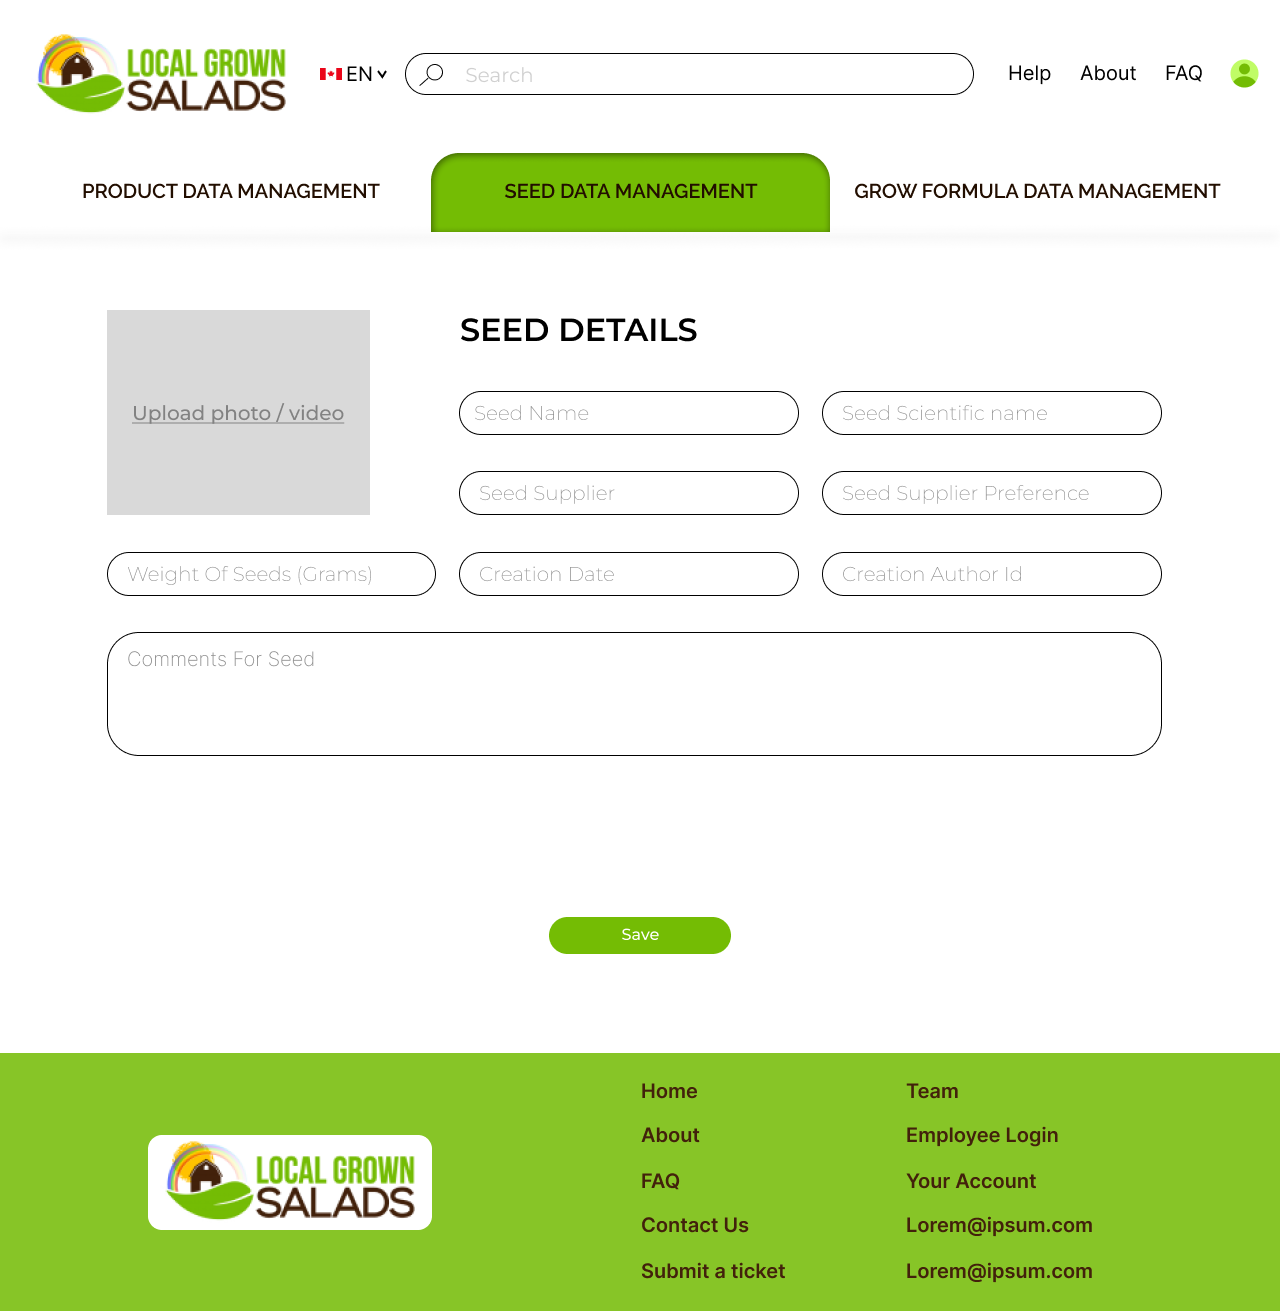 LOCAL GROWN
SALADS
EN
Search
Help
About
FAQ
PRODUCT DATA MANAGEMENT
SEED DATA MANAGEMENT
GROW FORMULA DATA MANAGEMENT
Upload photo / video
SEED DETAILS
Seed Name
Seed Scientific name
Seed Supplier
Seed Supplier Preference
Weight Of Seeds (Grams)
Creation Date
Creation Author Id
Comments For Seed
Save
LOCAL GROWN
SALADS
Home
About
FAQ
Contact Us
Submit a ticket
Team
Employee Login
Your Account
Lorem@ipsum.com
Lorem@ipsum.com